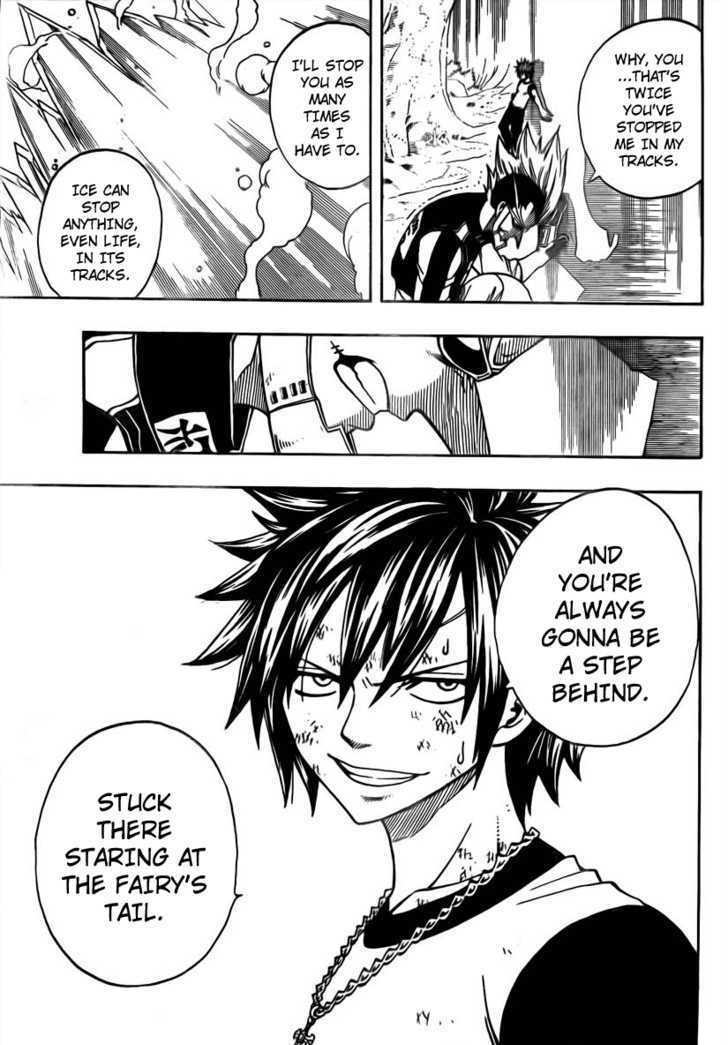 WHY, YOU
...THAT'S
TWICE
YOU'VE
STOPPED
ME IN MY
TRACKS.
I'LL STOP
YOU AS
MANY
TIMES
AS I
HAVE TO.
ICE CAN
STOP
ANYTHING,
EVEN LIFE,
IN ITS
TRACKS.
AND
YOU'RE
ALWAYS
GONNA BE
A STEP
BEHIND.
STUCK
THERE
STARING AT
THE FAIRY'S
TAIL.